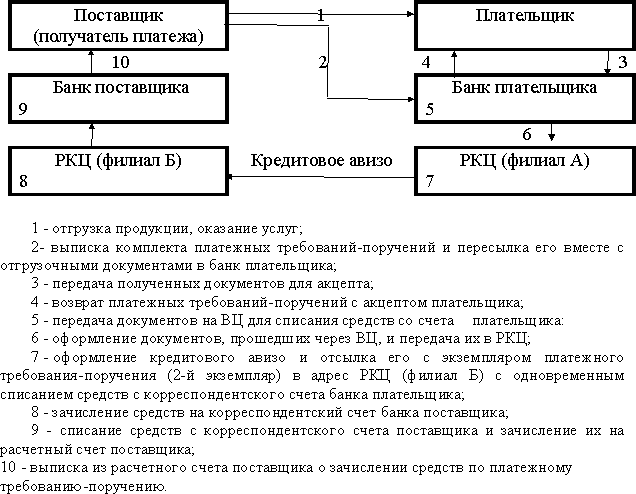 Поставщик
(получатель платежа)
1
Плательщик
10
2
4
3
Банк поставщика
9
Банк плательщика
5
6
РКЦ (филиал Б)
8
Кредитовое авизо
РКЦ (филиал А)
7
1 - отгрузка продукции, оказание услуг;
2- выписка комплекта платежных требований-поручений и пересылка его вместе с
отгрузочными документами в банк плательщика;
3 - передача полученных документов для акцепта;
4 - возврат платежных требований-поручений с акцептом плательщика;
5 - передача документов на ВЦ для списания средств со счета плательщика:
6 - оформление документов, прошедших через ВЦ, и передача их в РКЦ;
7 - оформление кредитового авизо и отсылка его с экземпляром платежного
требования-поручения (2-й экземпляр) в адрес РКЦ (филиал Б) с одновременным
списанием средств с корреспондентского счета банка плательщика;
8 - зачисление средств на корреспондентский счет банка поставщика;
9 - списание средств с корреспондентского счета поставщика и зачисление их на
расчетный счет поставщика;
10 - выписка из расчетного счета поставщика о зачислении средств по платежному
требованию-поручению.